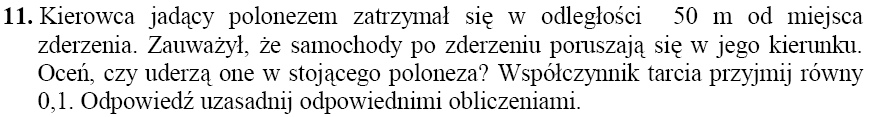 11. Kierowca jadący polonezem zatrzymał się w odległości 50 m od miejsca
zderzenia. Zauważył, że samochody po zderzeniu poruszają się w jego kierunku.
Oceń, czy uderzą one w stojącego poloneza? Współczynnik tarcia przyjmij równy
0,1. Odpowiedź uzasadnij odpowiednimi obliczeniami.